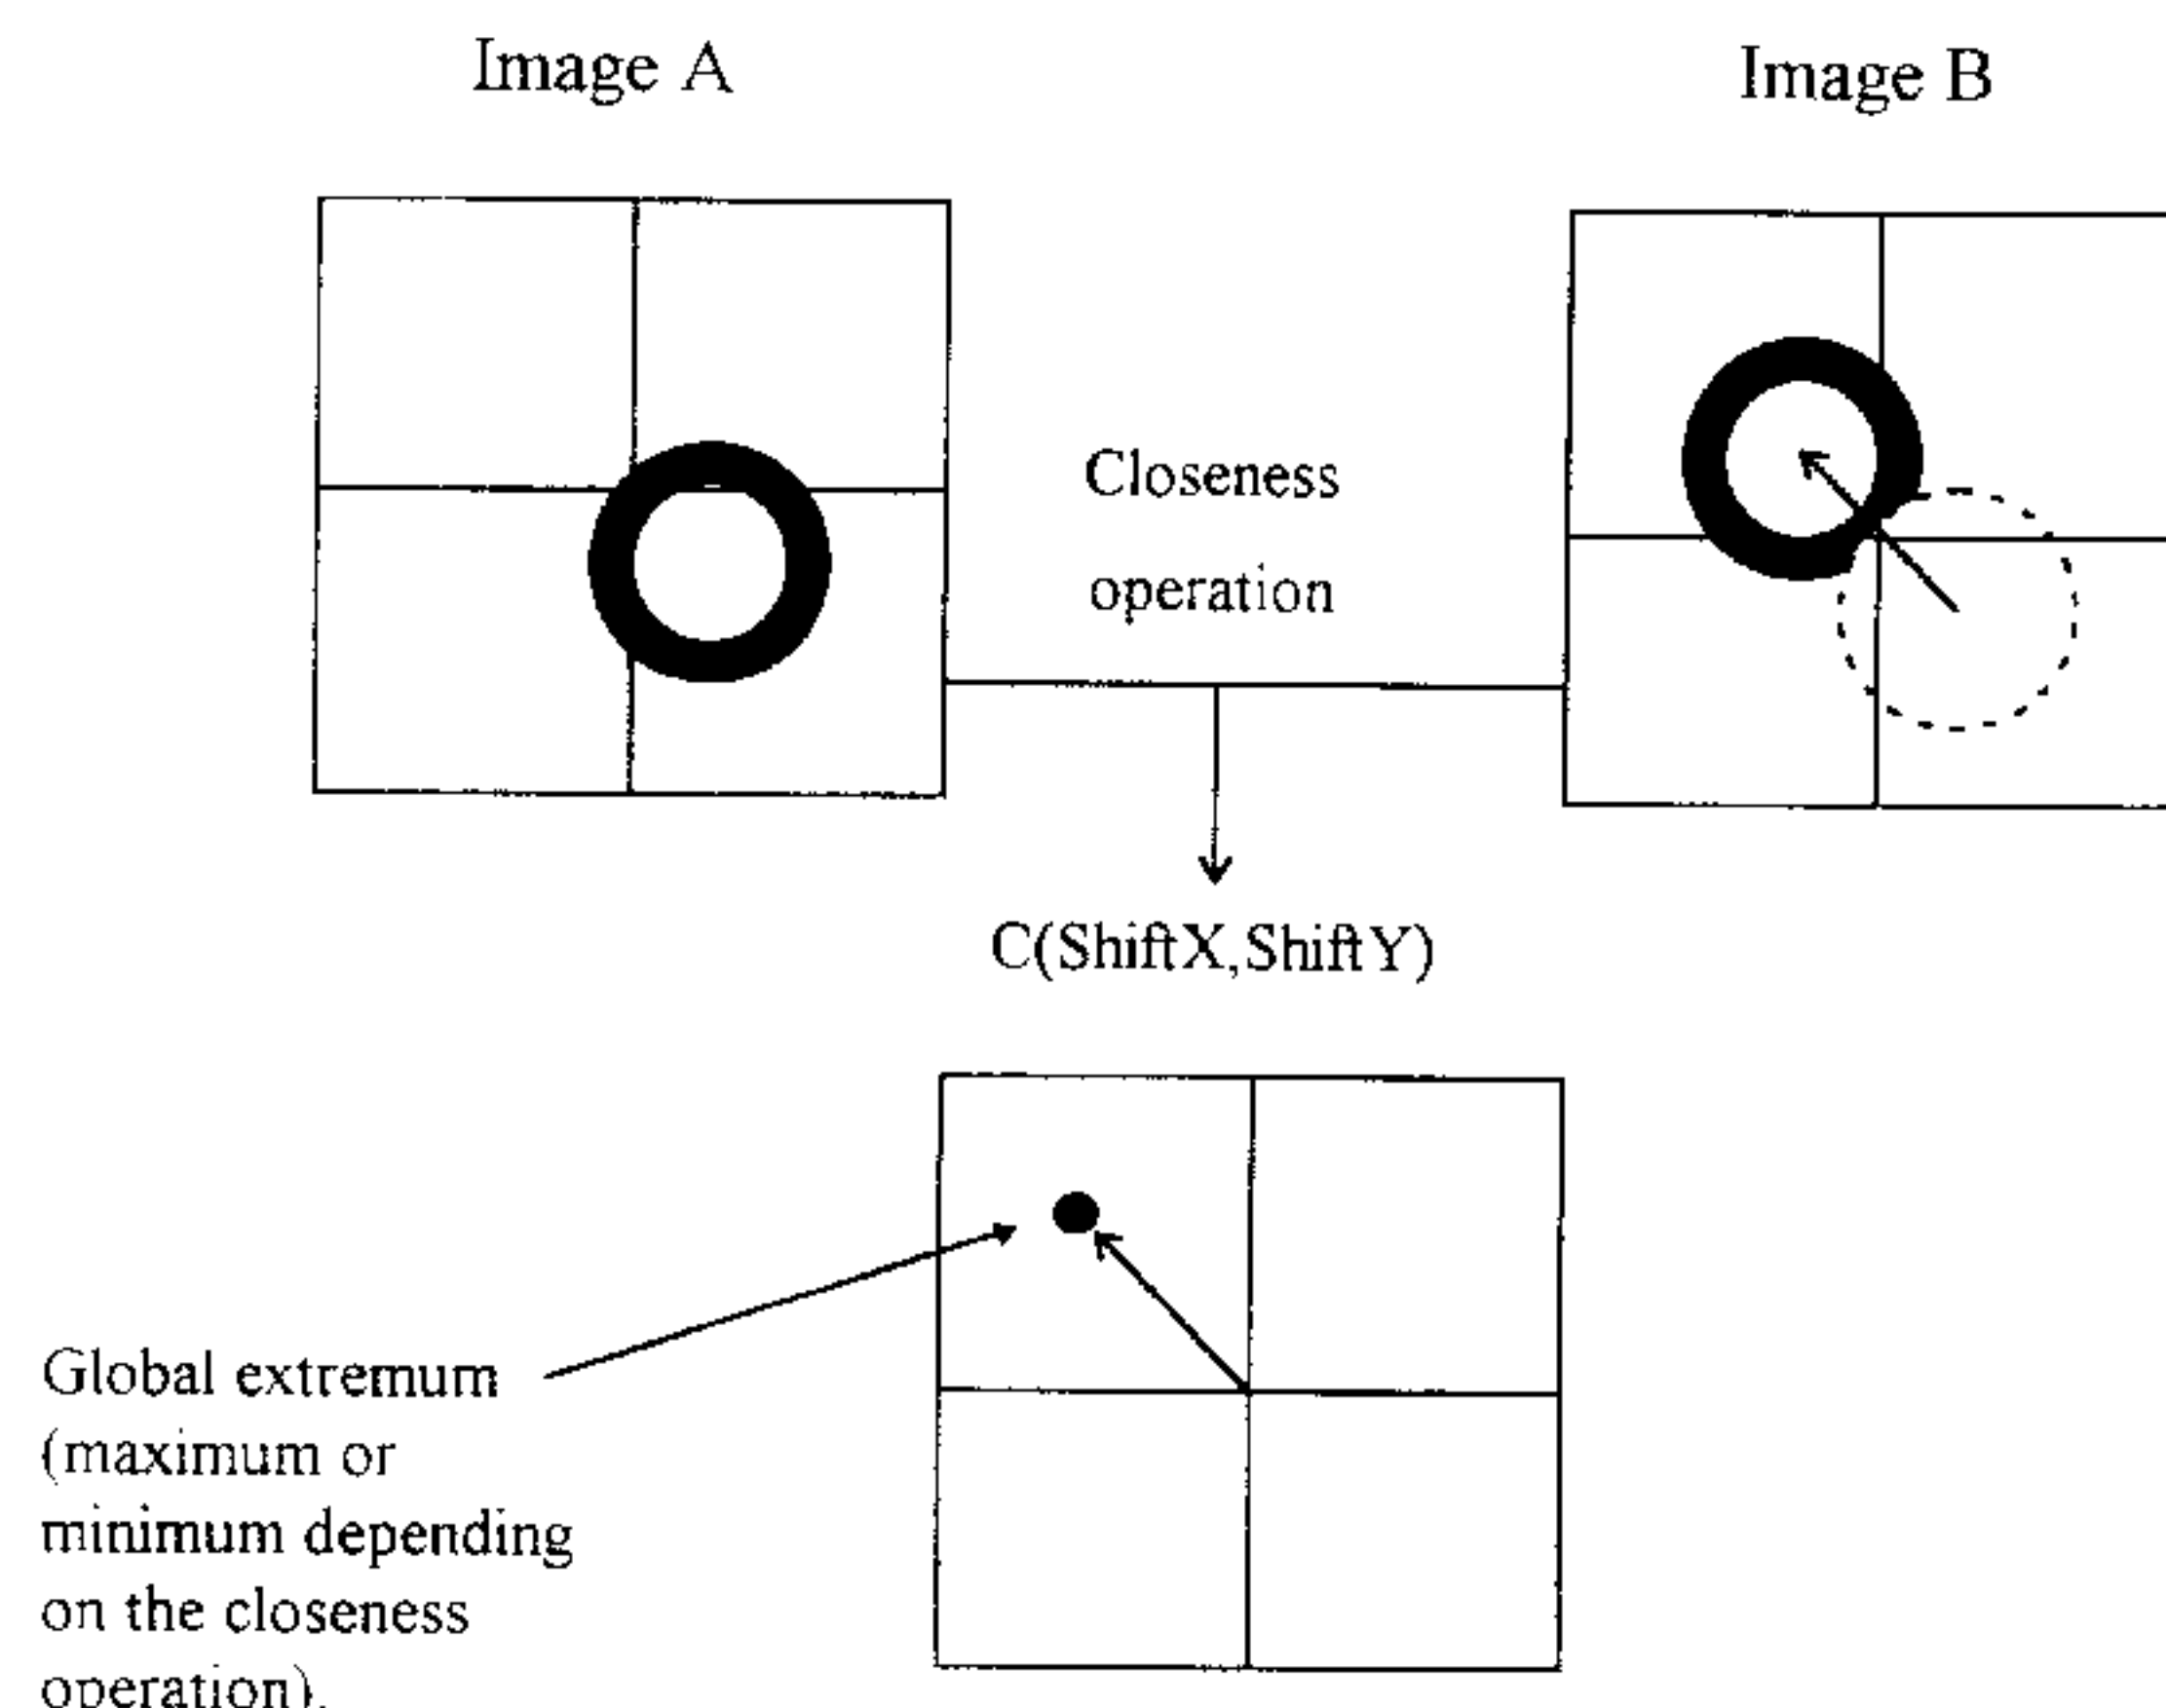 Image A
Image B
Closeness
operation
C(ShiftX,ShiftY)
Global extremum
(maximum or
minimum depending
on the closeness
operation).